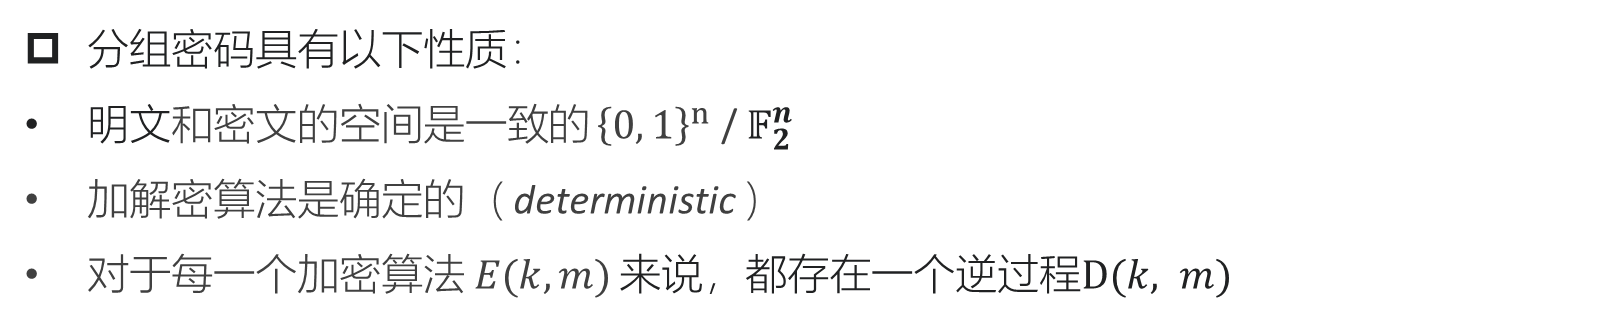 分组密码具有以下性质：
• 明文和密文的空间是一致的 {0, 1}ⁿ / 𝔽₂ⁿ
• 加解密算法是确定的（deterministic）
• 对于每一个加密算法 E(k, m) 来说，都存在一个逆过程D(k, m)